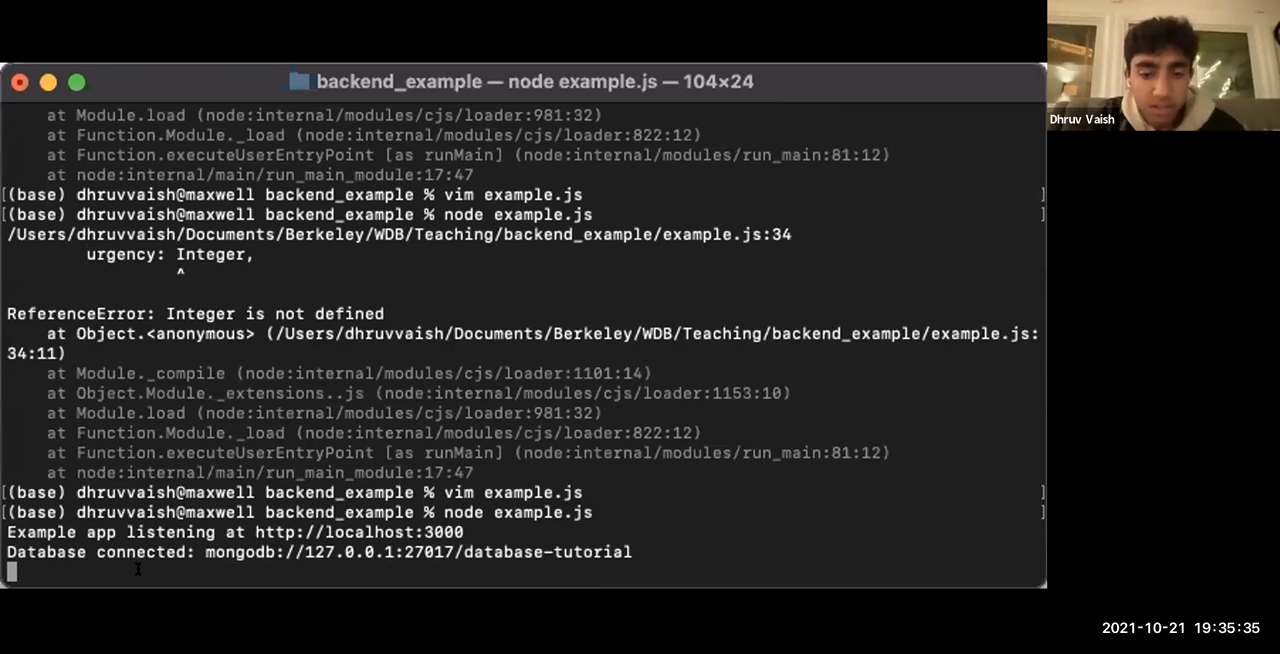 backend_example — node example.js — 104×24
at Module.load (node:internal/modules/cjs/loader:981:32)
at Function.Module._load (node:internal/modules/cjs/loader:822:12)
at Function.executeUserEntryPoint [as runMain] (node:internal/modules/run_main:81:12)
at node:internal/main/run_main_module:17:47
[(base) dhruvvaish@maxwell backend_example % vim example.js ]
[(base) dhruvvaish@maxwell backend_example % node example.js ]
/Users/dhruvvaish/Documents/Berkeley/WDB/Teaching/backend_example/example.js:34
urgency: Integer,
^
ReferenceError: Integer is not defined
at Object.<anonymous> (/Users/dhruvvaish/Documents/Berkeley/WDB/Teaching/backend_example/example.js:
34:11)
at Module._compile (node:internal/modules/cjs/loader:1101:14)
at Object.Module._extensions..js (node:internal/modules/cjs/loader:1153:10)
at Module.load (node:internal/modules/cjs/loader:981:32)
at Function.Module._load (node:internal/modules/cjs/loader:822:12)
at Function.executeUserEntryPoint [as runMain] (node:internal/modules/run_main:81:12)
at node:internal/main/run_main_module:17:47
[(base) dhruvvaish@maxwell backend_example % vim example.js ]
[(base) dhruvvaish@maxwell backend_example % node example.js ]
Example app listening at http://localhost:3000
Database connected: mongodb://127.0.0.1:27017/database-tutorial
Dhruv Vaish
2021-10-21 19:35:35